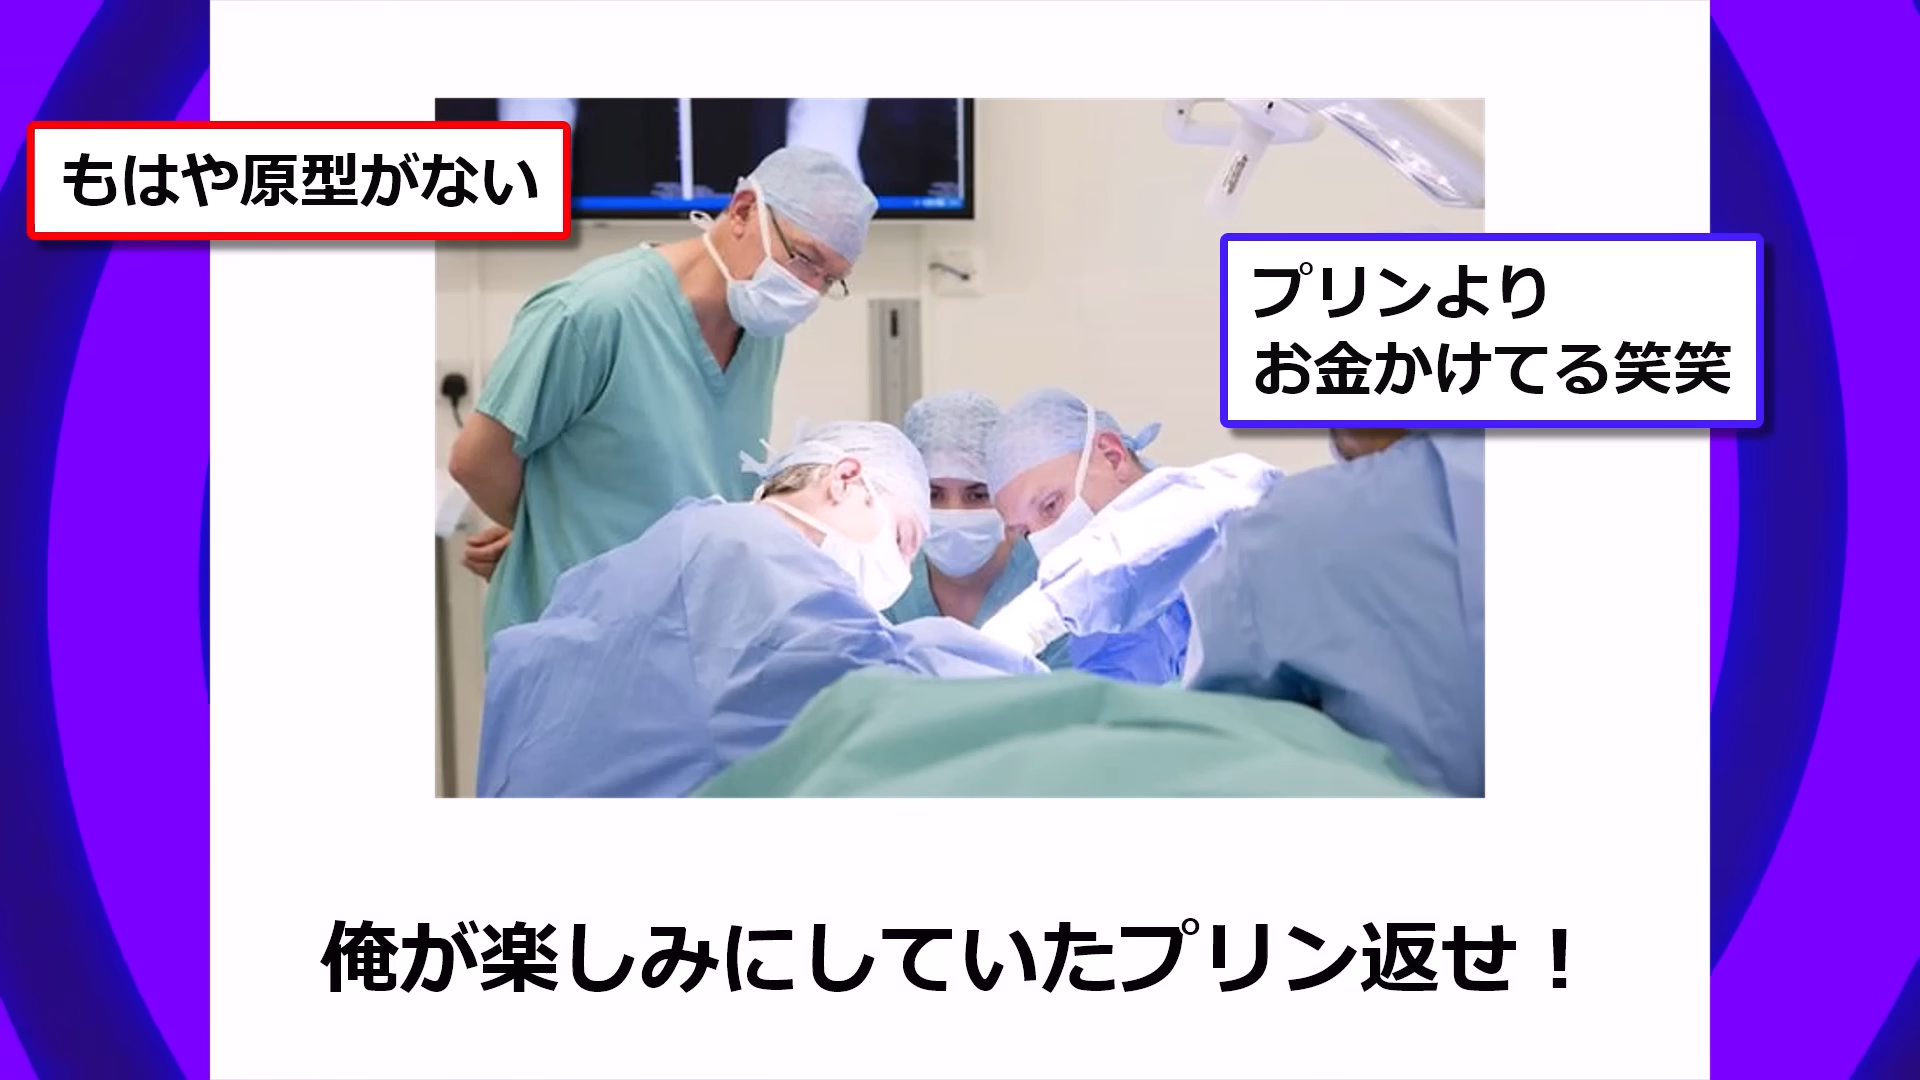 もはや原型がない
プリンより
お金かけてる笑笑
俺が楽しみにしていたプリン返せ！